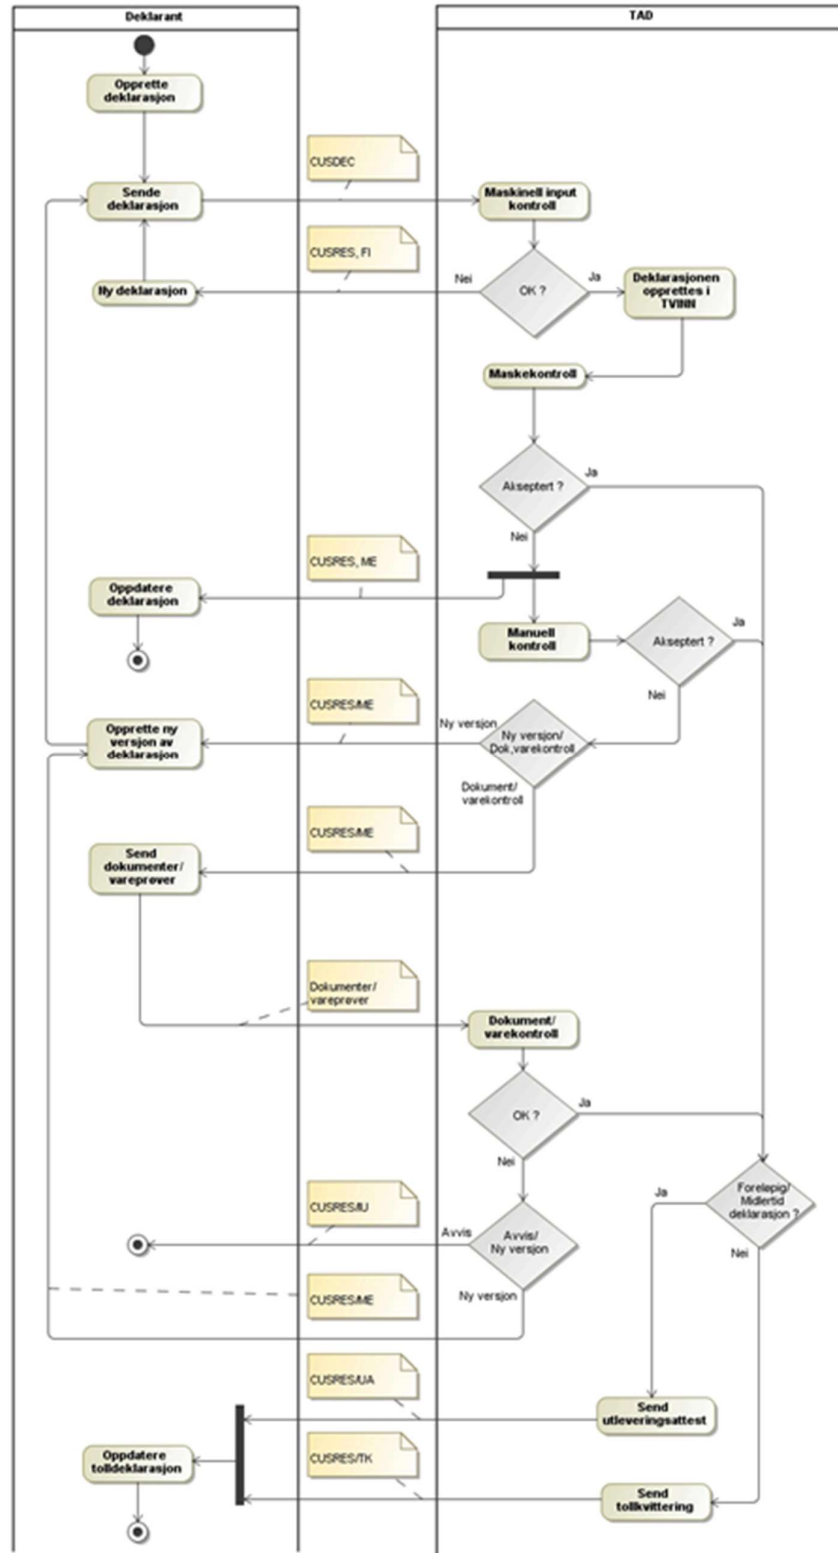 Deklarant
TAD
Opprette
deklarasjon
CUSDEC
Sende
deklarasjon
Maskinell input
kontroll
CUSRES, FI
Nei
OK ?
Ja
Deklarasjonen
opprettes i
TVINN
Ny deklarasjon
Maskekontroll
Akseptert ?
Ja
Nei
CUSRES, ME
Oppdatere
deklarasjon
Manuell
kontroll
Akseptert ?
Ja
Nei
CUSRES/ME
Opprette ny
versjon av
deklarasjon
Ny versjon
Ny versjon/
Dok,varekontroll
Dokument/
varekontroll
CUSRES/ME
Send
dokumenter/
vareprøver
Dokumenter/
vareprøver
Dokument/
varekontroll
OK ?
Ja
Nei
Foreløpig/
Midlertid
deklarasjon ?
Ja
Nei
CUSRES/IU
Avvis
Avvis/
Ny versjon
CUSRES/ME
Ny versjon
CUSRES/UA
Send
utleveringsattest
Oppdatere
tolldeklarasjon
CUSRES/TK
Send
tollkvittering